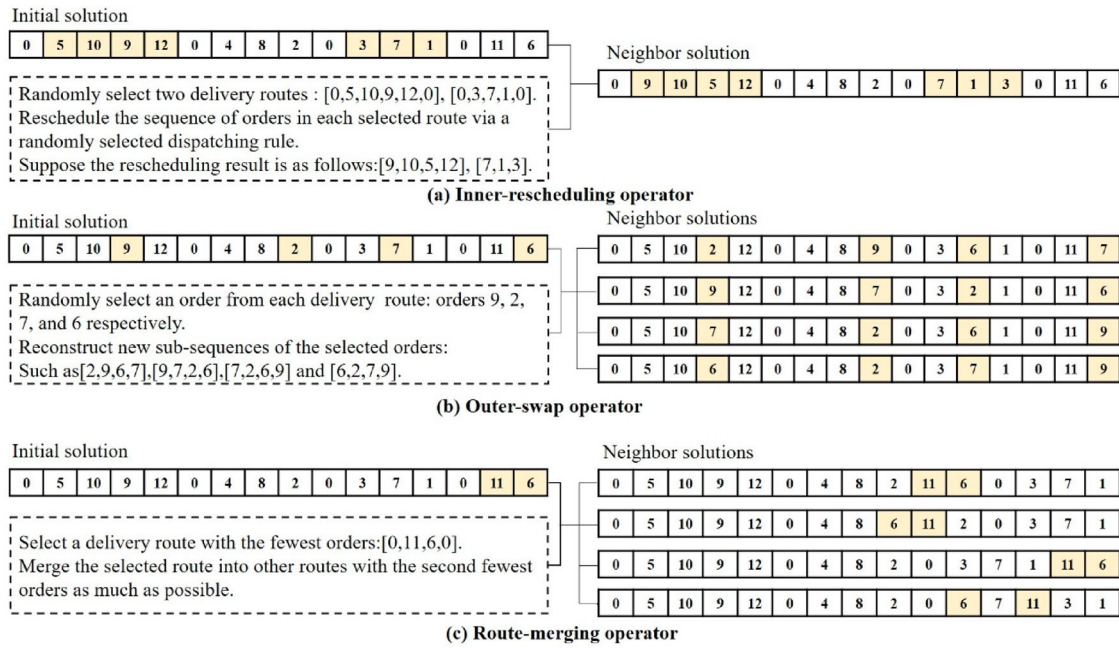 Initial solution
0 5 10 9 12 0 4 8 2 0 3 7 1 0 11 6
Randomly select two delivery routes : [0,5,10,9,12,0], [0,3,7,1,0].
Reschedule the sequence of orders in each selected route via a
randomly selected dispatching rule.
Suppose the rescheduling result is as follows:[9,10,5,12], [7,1,3].
Neighbor solution
0 9 10 5 12 0 4 8 2 0 7 1 3 0 11 6
(a) Inner-rescheduling operator
Initial solution
0 5 10 9 12 0 4 8 2 0 3 7 1 0 11 6
Randomly select an order from each delivery route: orders 9, 2,
7, and 6 respectively.
Reconstruct new sub-sequences of the selected orders:
Such as[2,9,6,7],[9,7,2,6],[7,2,6,9] and [6,2,7,9].
Neighbor solutions
0 5 10 2 12 0 4 8 9 0 3 6 1 0 11 7
0 5 10 9 12 0 4 8 7 0 3 2 1 0 11 6
0 5 10 7 12 0 4 8 2 0 3 6 1 0 11 9
0 5 10 6 12 0 4 8 2 0 3 7 1 0 11 9
(b) Outer-swap operator
Initial solution
0 5 10 9 12 0 4 8 2 0 3 7 1 0 11 6
Select a delivery route with the fewest orders:[0,11,6,0].
Merge the selected route into other routes with the second fewest
orders as much as possible.
Neighbor solutions
0 5 10 9 12 0 4 8 2 11 6 0 3 7 1
0 5 10 9 12 0 4 8 6 11 2 0 3 7 1
0 5 10 9 12 0 4 8 2 0 3 7 1 11 6
0 5 10 9 12 0 4 8 2 0 6 7 11 3 1
(c) Route-merging operator